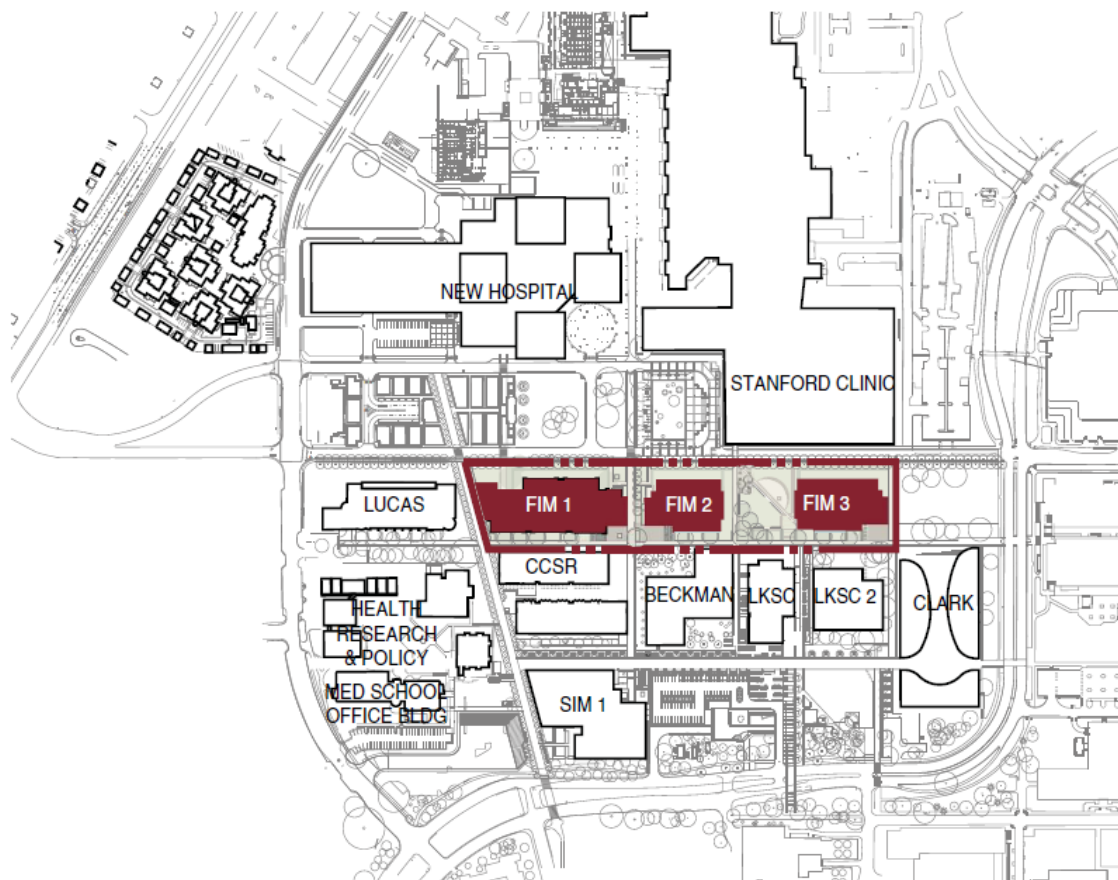 NEW HOSPITAL
STANFORD CLINIC
LUCAS
FIM 1
FIM 2
FIM 3
CCSR
BECKMAN
LKSC
LKSC 2
CLARK
HEALTH
RESEARCH
& POLICY
MED SCHOOL
OFFICE BLDG
SIM 1